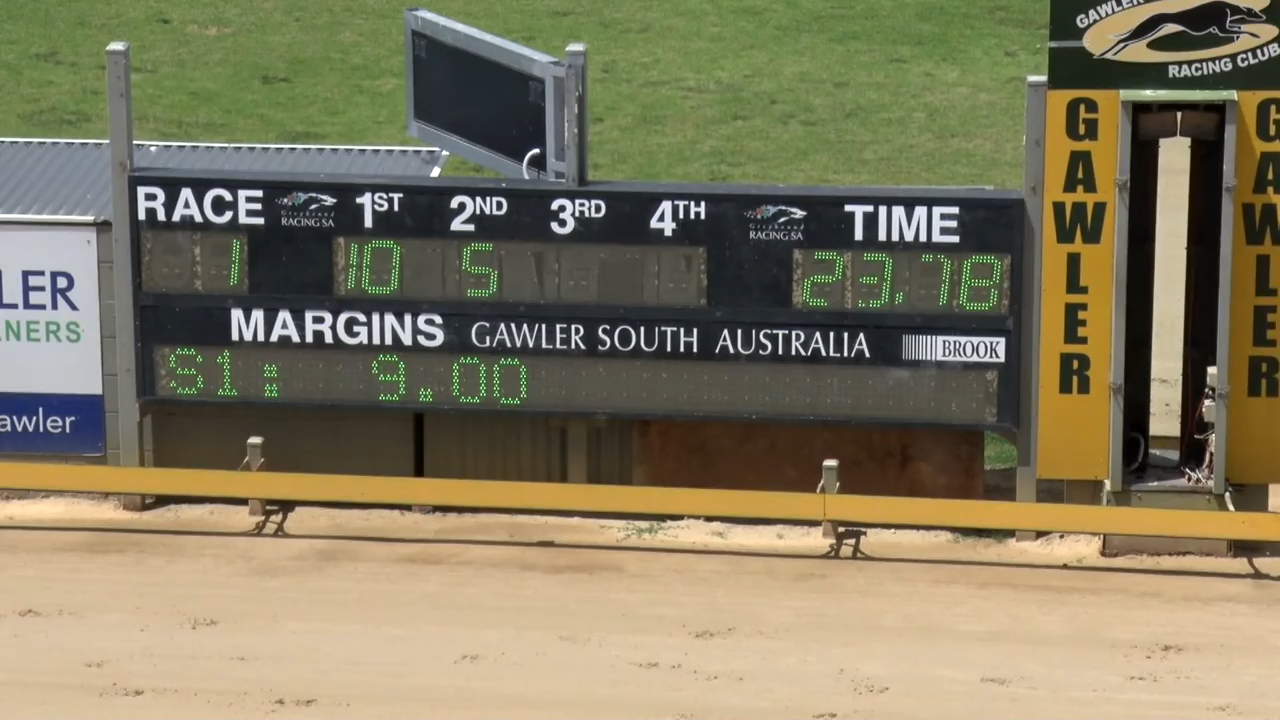 GAWLER
RACING CLUB
RACE 1ST 2ND 3RD 4TH TIME
Greyhound
RACING SA
Greyhound
RACING SA
1 10 5 23.78
MARGINS GAWLER SOUTH AUSTRALIA BROOK
S1: 9.00
LER
NERS
awler
GAWLER
GAWLER